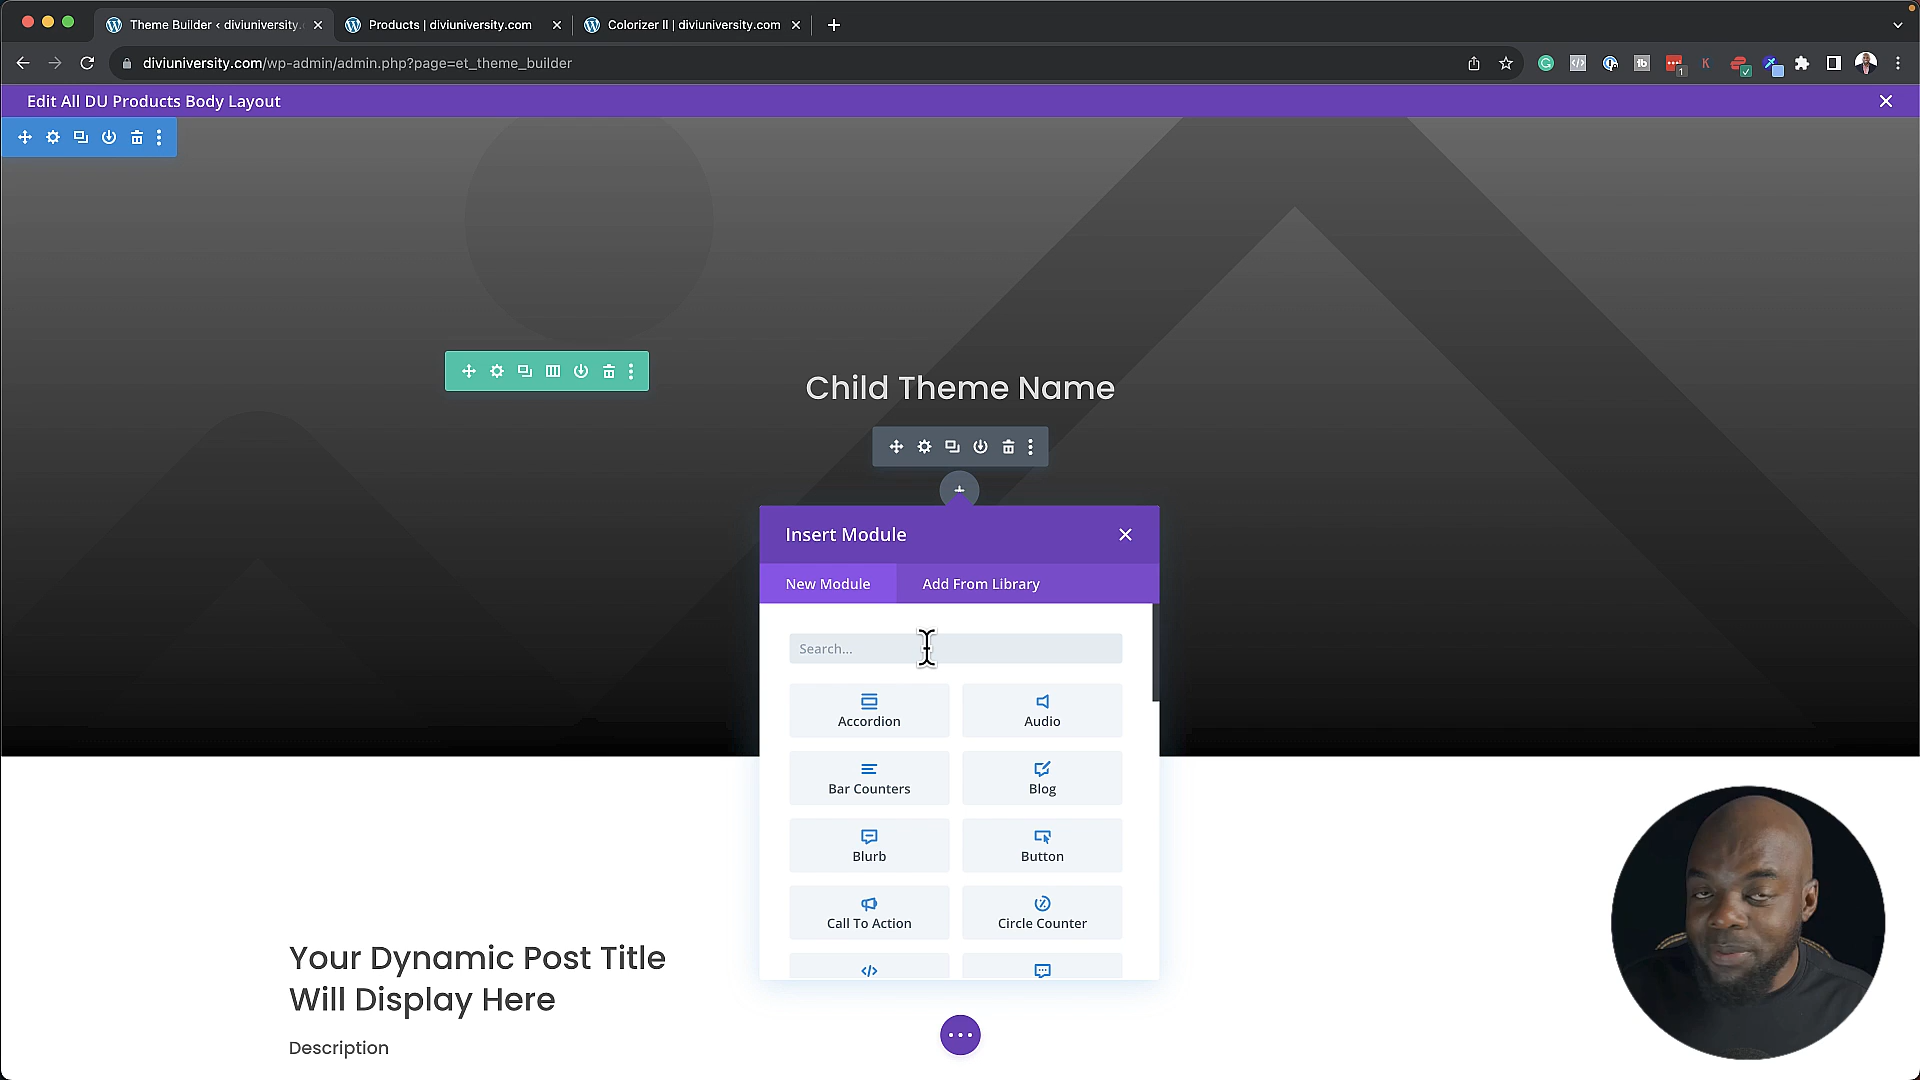 Theme Builder < diviuniversity.
Products | diviuniversity.com
Colorizer II | diviuniversity.com
diviuniversity.com/wp-admin/admin.php?page=et_theme_builder
Edit All DU Products Body Layout
Child Theme Name
Insert Module
New Module
Add From Library
Search...
Accordion
Audio
Bar Counters
Blog
Blurb
Button
Call To Action
Circle Counter
Your Dynamic Post Title
Will Display Here
Description